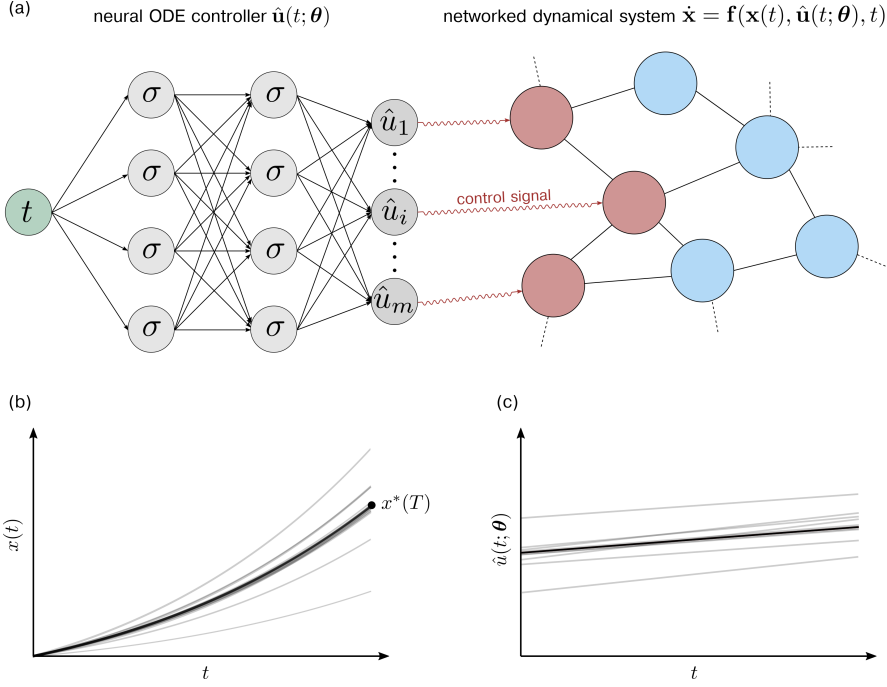 (a)
neural ODE controller û(t; θ)
networked dynamical system ẋ = f(x(t), û(t; θ), t)
t
σ σ
σ σ
σ σ
σ σ
û₁
ûᵢ
ûₘ
control signal
(b)
x(t)
x*(T)
t
(c)
û(t; θ)
t